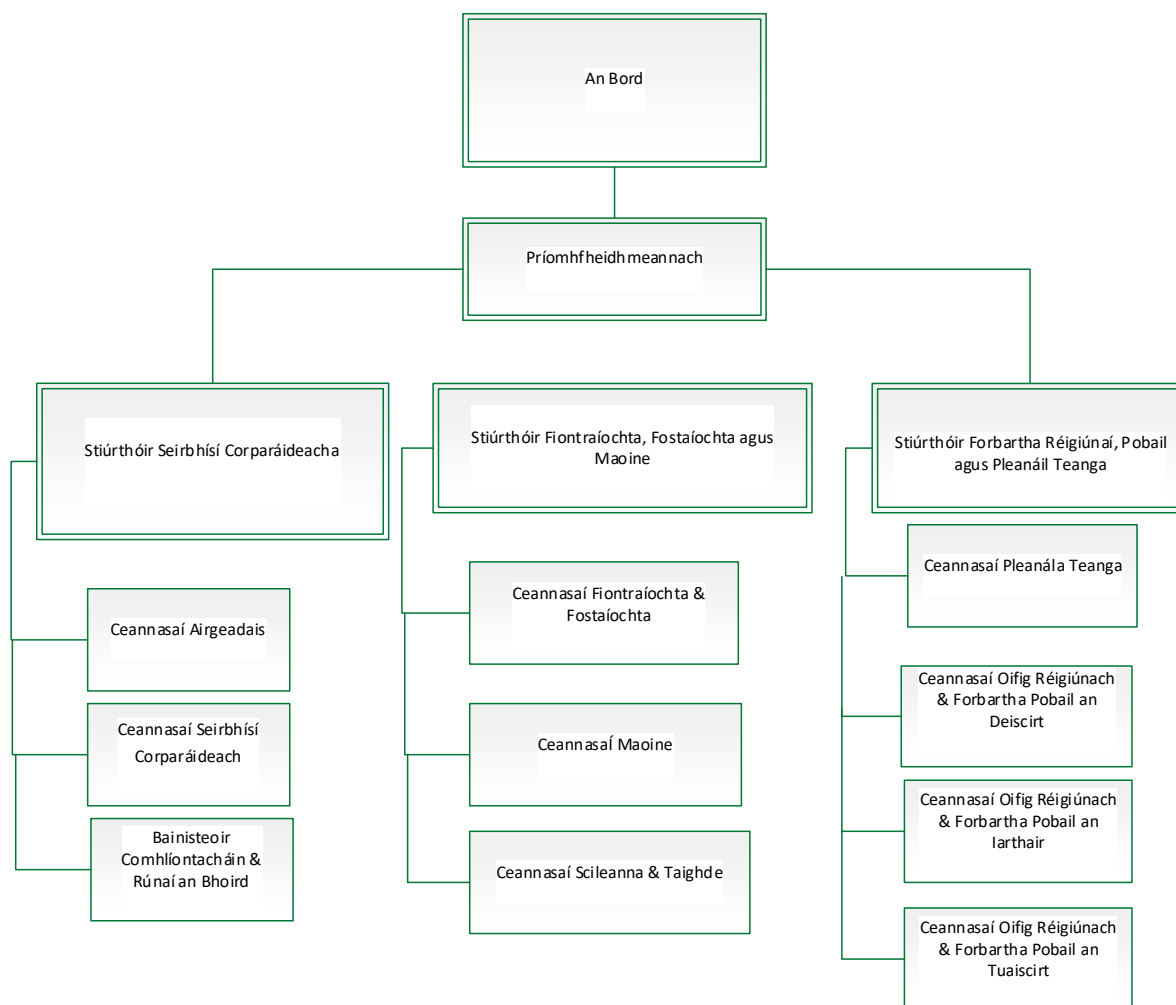 An Bord
Príomhfheidhmeannach
Stiúrthóir Seirbhísí Corparáideacha
Stiúrthóir Fiontraíochta, Fostaíochta agus
Maoine
Stiúrthóir Forbartha Réigiúnaí, Pobail
agus Pleanáil Teanga
Ceannasaí Airgeadais
Ceannasaí Seirbhísí
Corparáideach
Bainisteoir
Comhlíontacháin &
Rúnaí an Bhoird
Ceannasaí Fiontraíochta &
Fostaíochta
CeannasaÍ Maoine
Ceannasaí Scileanna & Taighde
Ceannasaí Pleanála Teanga
Ceannasaí Oifig Réigiúnach
& Forbartha Pobail an
Deiscirt
Ceannasaí Oifig Réigiúnach
& Forbartha Pobail an
Iarthair
Ceannasaí Oifig Réigiúnach
& Forbartha Pobail an
Tuaiscirt